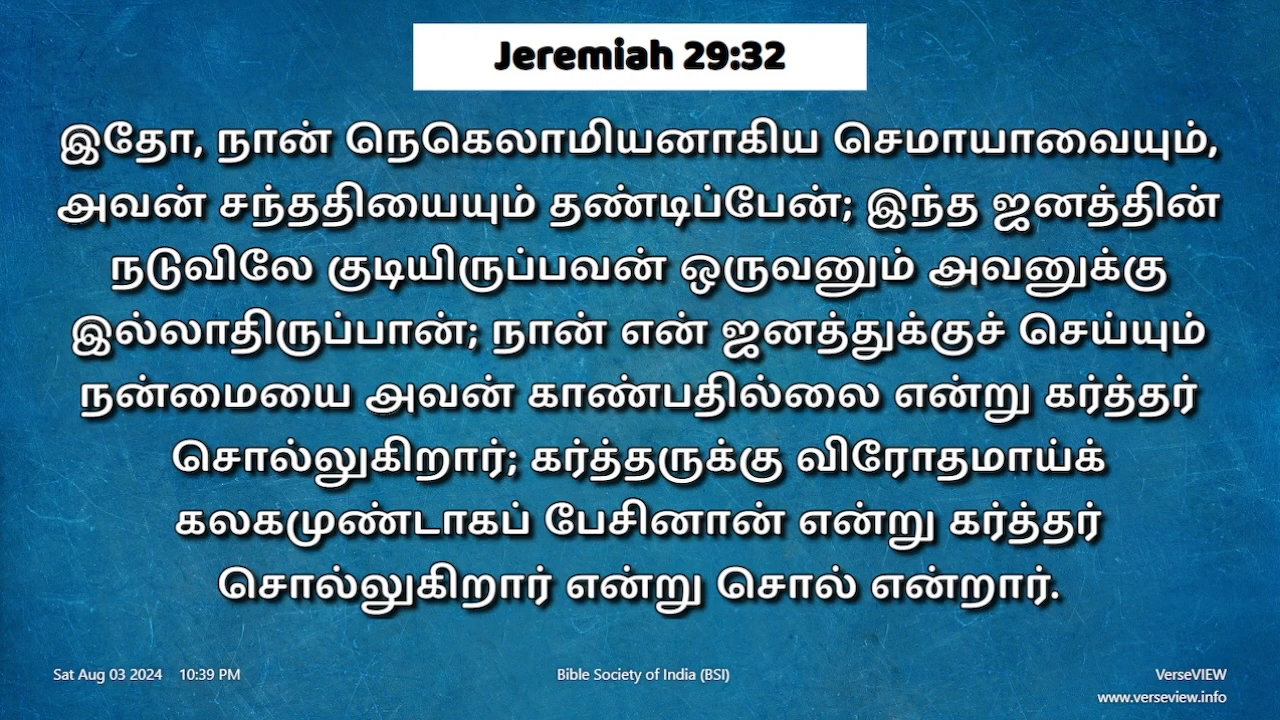 Jeremiah 29:32
இதோ, நான் நெகெலாமியனாகிய செமாயாவையும்,
அவன் சந்ததியையும் தண்டிப்பேன்; இந்த ஜனத்தின்
நடுவிலே குடியிருப்பவன் ஒருவனும் அவனுக்கு
இல்லாதிருப்பான்; நான் என் ஜனத்துக்குச் செய்யும்
நன்மையை அவன் காண்பதில்லை என்று கர்த்தர்
சொல்லுகிறார்; கர்த்தருக்கு விரோதமாய்க்
கலகமுண்டாகப் பேசினான் என்று கர்த்தர்
சொல்லுகிறார் என்று சொல் என்றார்.
Sat Aug 03 2024 10:39 PM
Bible Society of India (BSI)
VerseVIEW
www.verseview.info